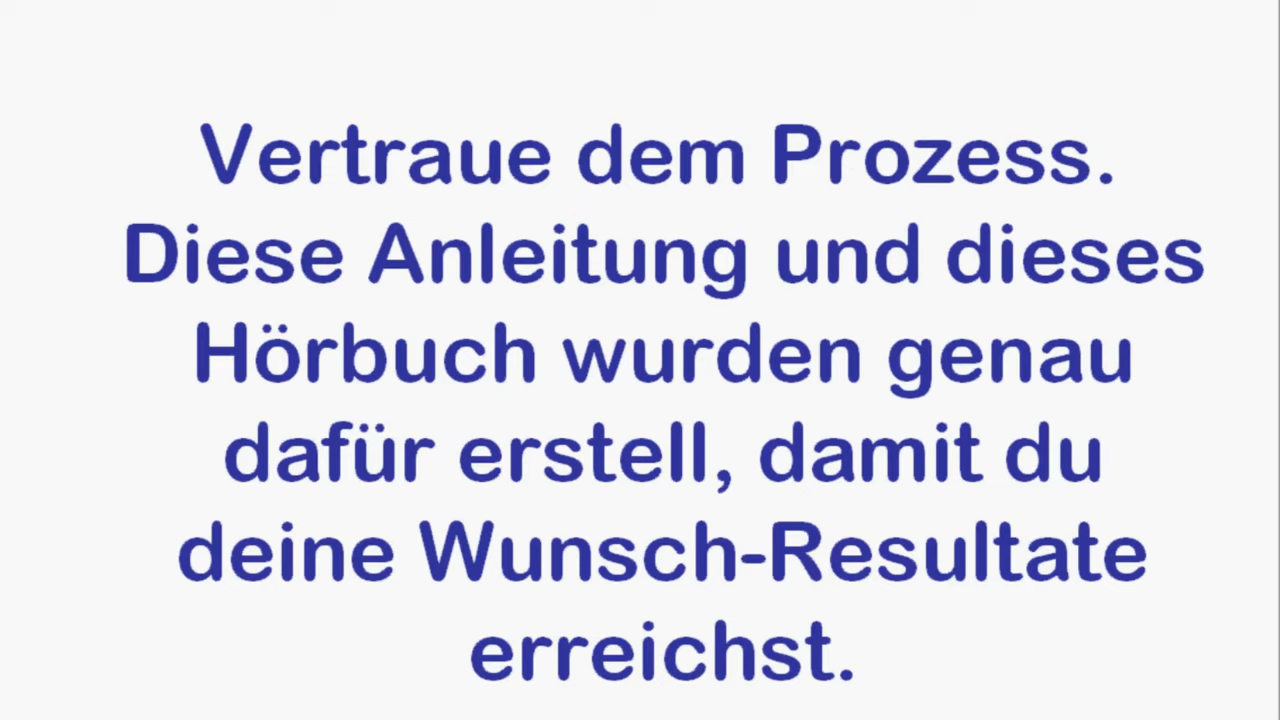 Vertraue dem Prozess.
Diese Anleitung und dieses
Hörbuch wurden genau
dafür erstell, damit du
deine Wunsch-Resultate
erreichst.